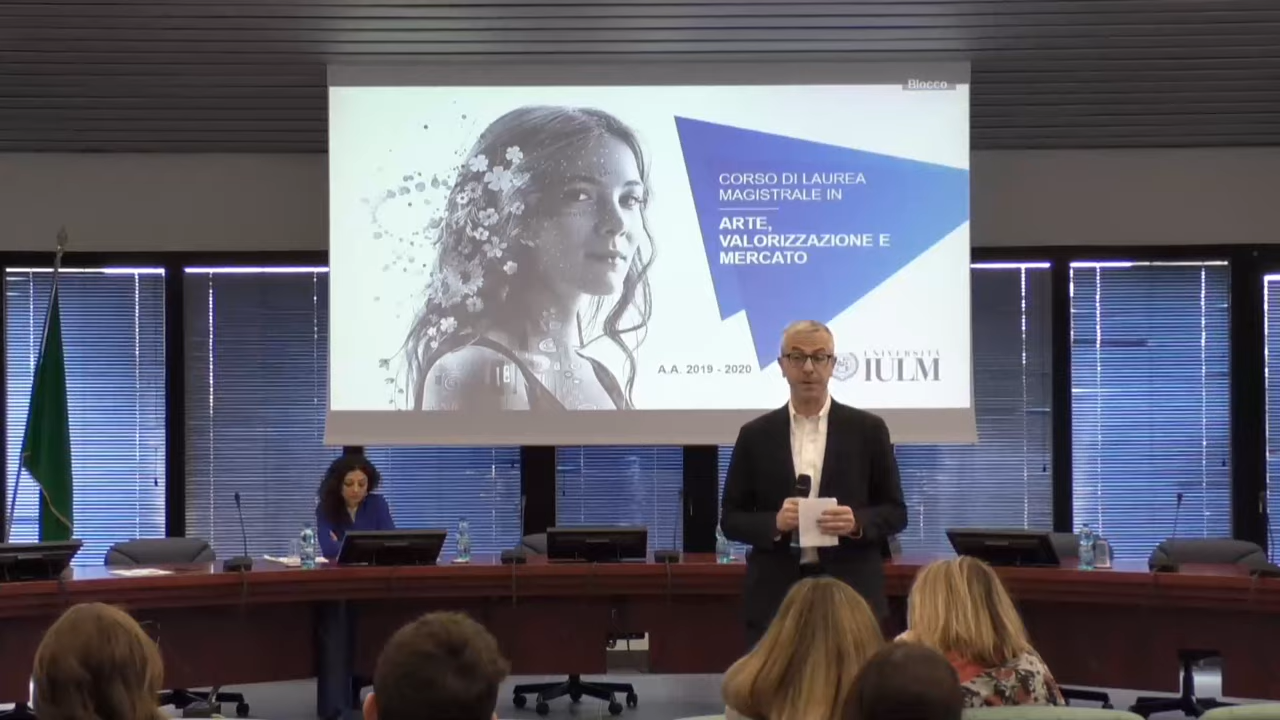 Blocco
CORSO DI LAUREA
MAGISTRALE IN
ARTE,
VALORIZZAZIONE E
MERCATO
A.A. 2019 - 2020
UNIVERSITÀ
IULM